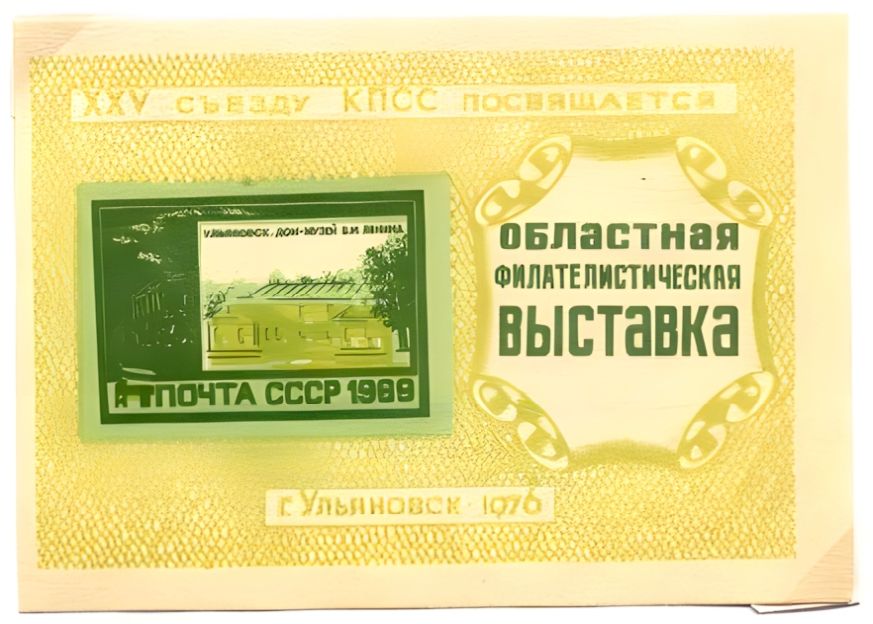 XXV СЪЕЗДУ КПСС ПОСВЯЩАЕТСЯ
УЛЬЯНОВСК. ДОМ-МУЗЕЙ В.И. ЛЕНИНА
ПОЧТА СССР 1969
ОБЛАСТНАЯ
ФИЛАТЕЛИСТИЧЕСКАЯ
ВЫСТАВКА
г. Ульяновск · 1976